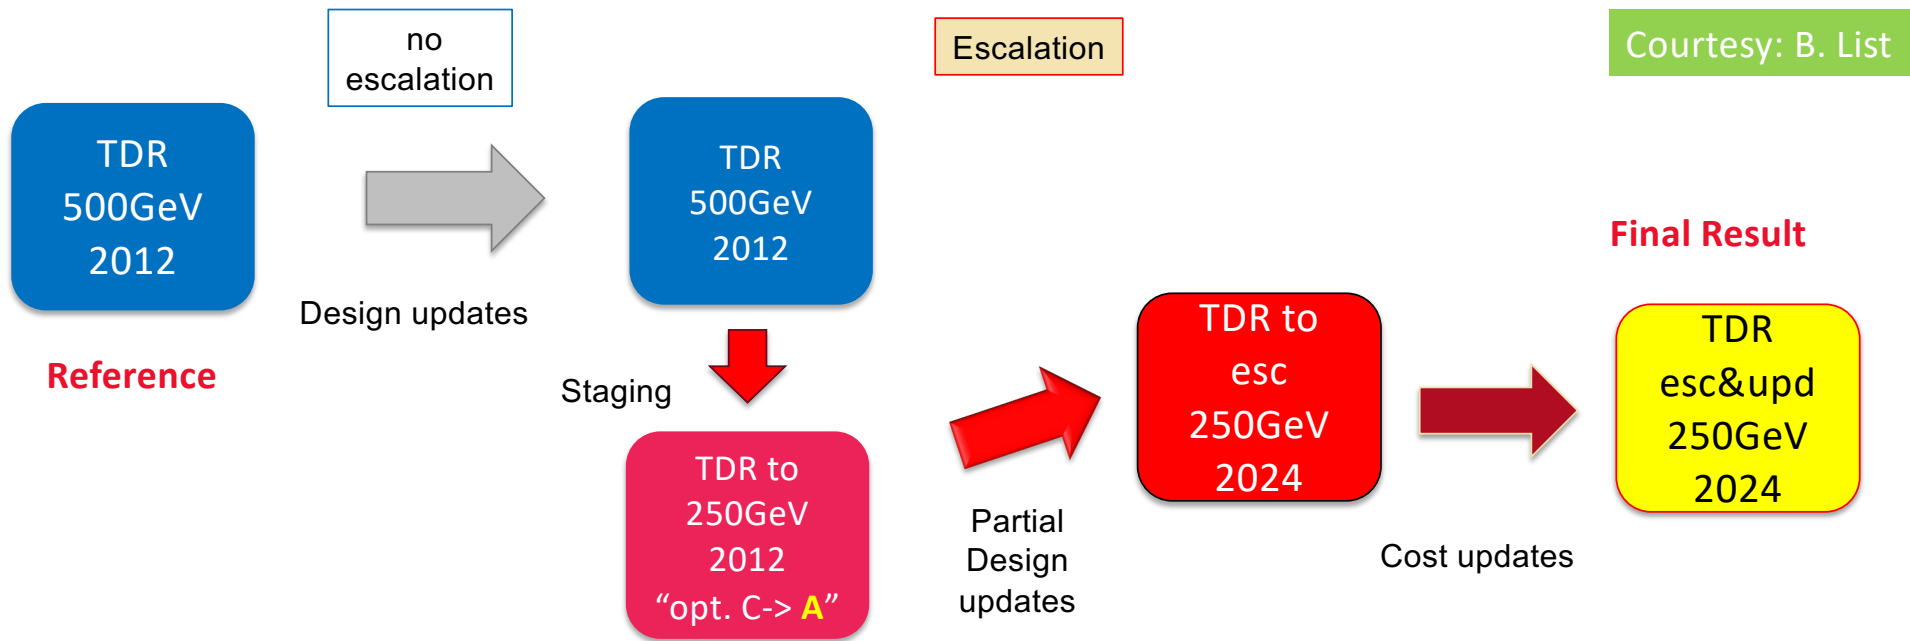 no
escalation
Escalation
Courtesy: B. List
TDR
500GeV
2012
Reference
Design updates
TDR
500GeV
2012
Staging
TDR to
250GeV
2012
“opt. C-> A”
Partial
Design
updates
TDR to
esc
250GeV
2024
Cost updates
Final Result
TDR
esc&upd
250GeV
2024